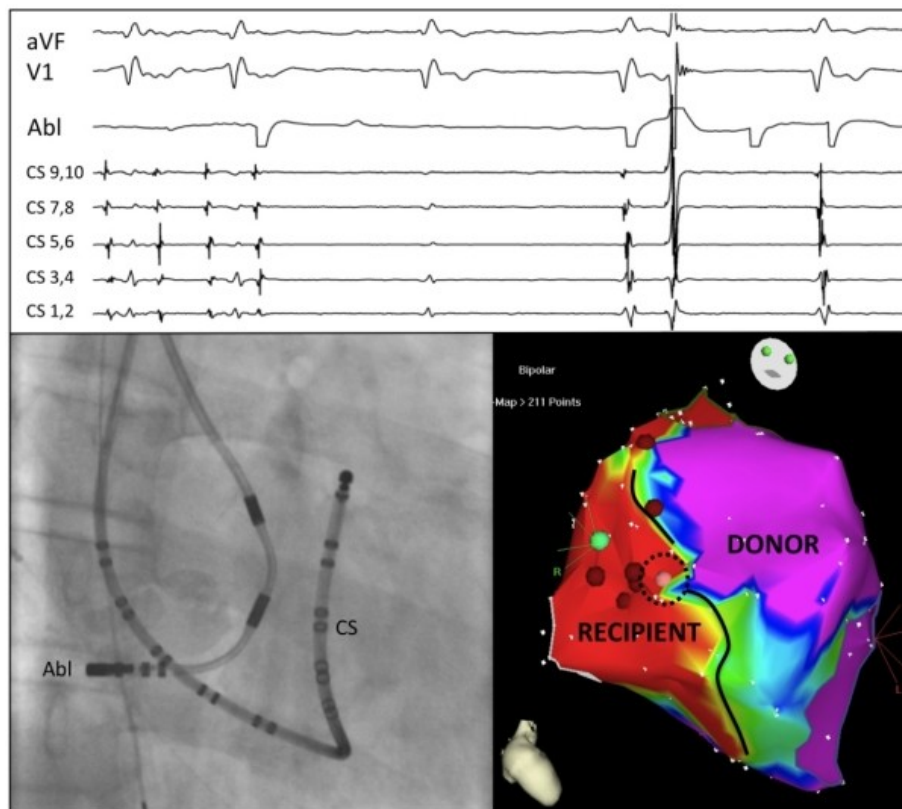 aVF
V1
Abl
CS 9,10
CS 7,8
CS 5,6
CS 3,4
CS 1,2
Abl
CS
Bipolar
-Map > 211 Points
DONOR
R
RECIPIENT
L